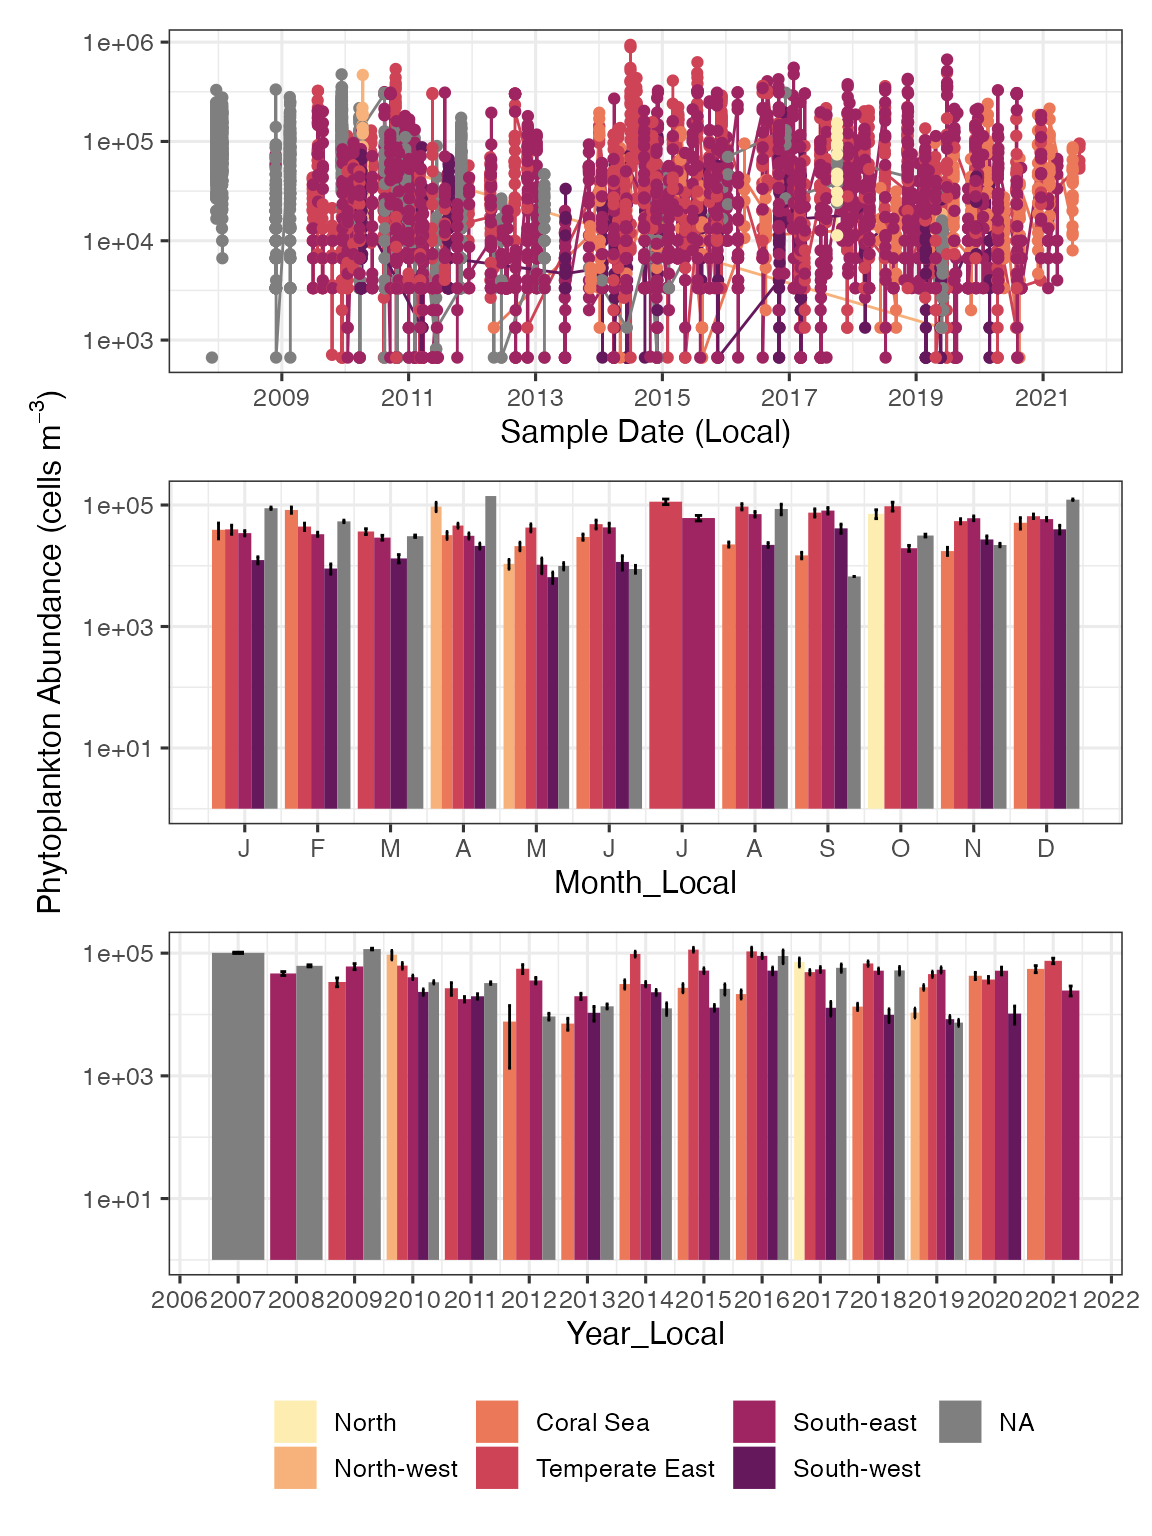 Phytoplankton Abundance (cells m⁻³)
1e+06
1e+05
1e+04
1e+03
2009 2011 2013 2015 2017 2019 2021
Sample Date (Local)
1e+05
1e+03
1e+01
J F M A M J J A S O N D
Month_Local
1e+05
1e+03
1e+01
2006 2007 2008 2009 2010 2011 2012 2013 2014 2015 2016 2017 2018 2019 2020 2021 2022
Year_Local
North Coral Sea South-east NA
North-west Temperate East South-west